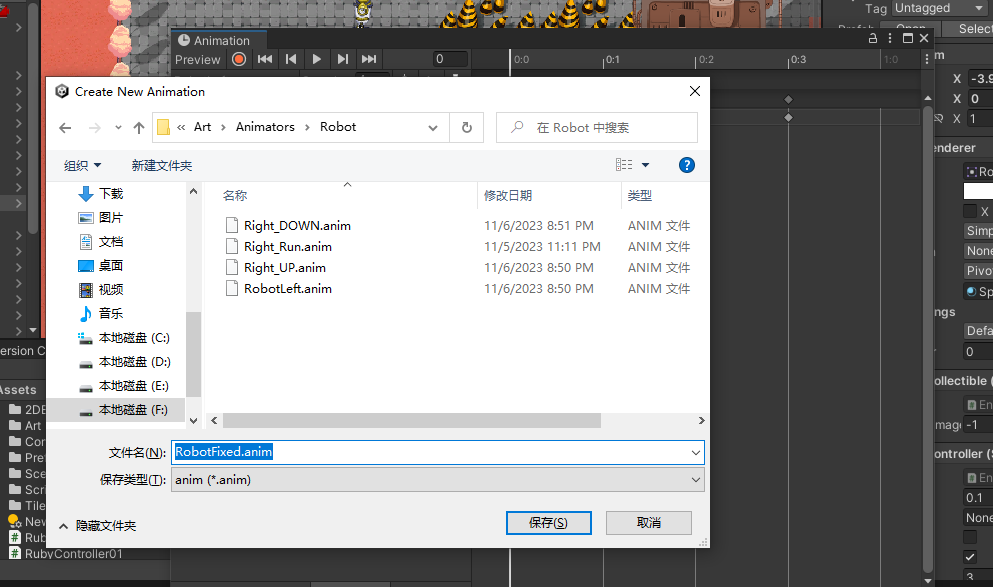 Tag Untagged
Open Select
Animation
Preview 0 0:0 0:1 0:2 0:3 1:0
X -3.9
X 0
X 1
Create New Animation
« Art › Animators › Robot
在 Robot 中搜索
组织 新建文件夹
名称 修改日期 类型
Right_DOWN.anim 11/6/2023 8:51 PM ANIM 文件
Right_Run.anim 11/5/2023 11:11 PM ANIM 文件
Right_UP.anim 11/6/2023 8:50 PM ANIM 文件
RobotLeft.anim 11/6/2023 8:50 PM ANIM 文件
下载
图片
文档
桌面
视频
音乐
本地磁盘 (C:)
本地磁盘 (D:)
本地磁盘 (E:)
本地磁盘 (F:)
文件名(N): RobotFixed.anim
保存类型(T): anim (*.anim)
隐藏文件夹 保存(S) 取消
ersion C
Assets
2DE
Art
Cor
Pre
Sce
Scri
Tile
New
Rub
RubyController01
enderer
Ro
X
Simp
None
Pivo
Sp
ngs
Defa
0
ollectible (
En
mage -1
ontroller (S
En
0.1
None
3